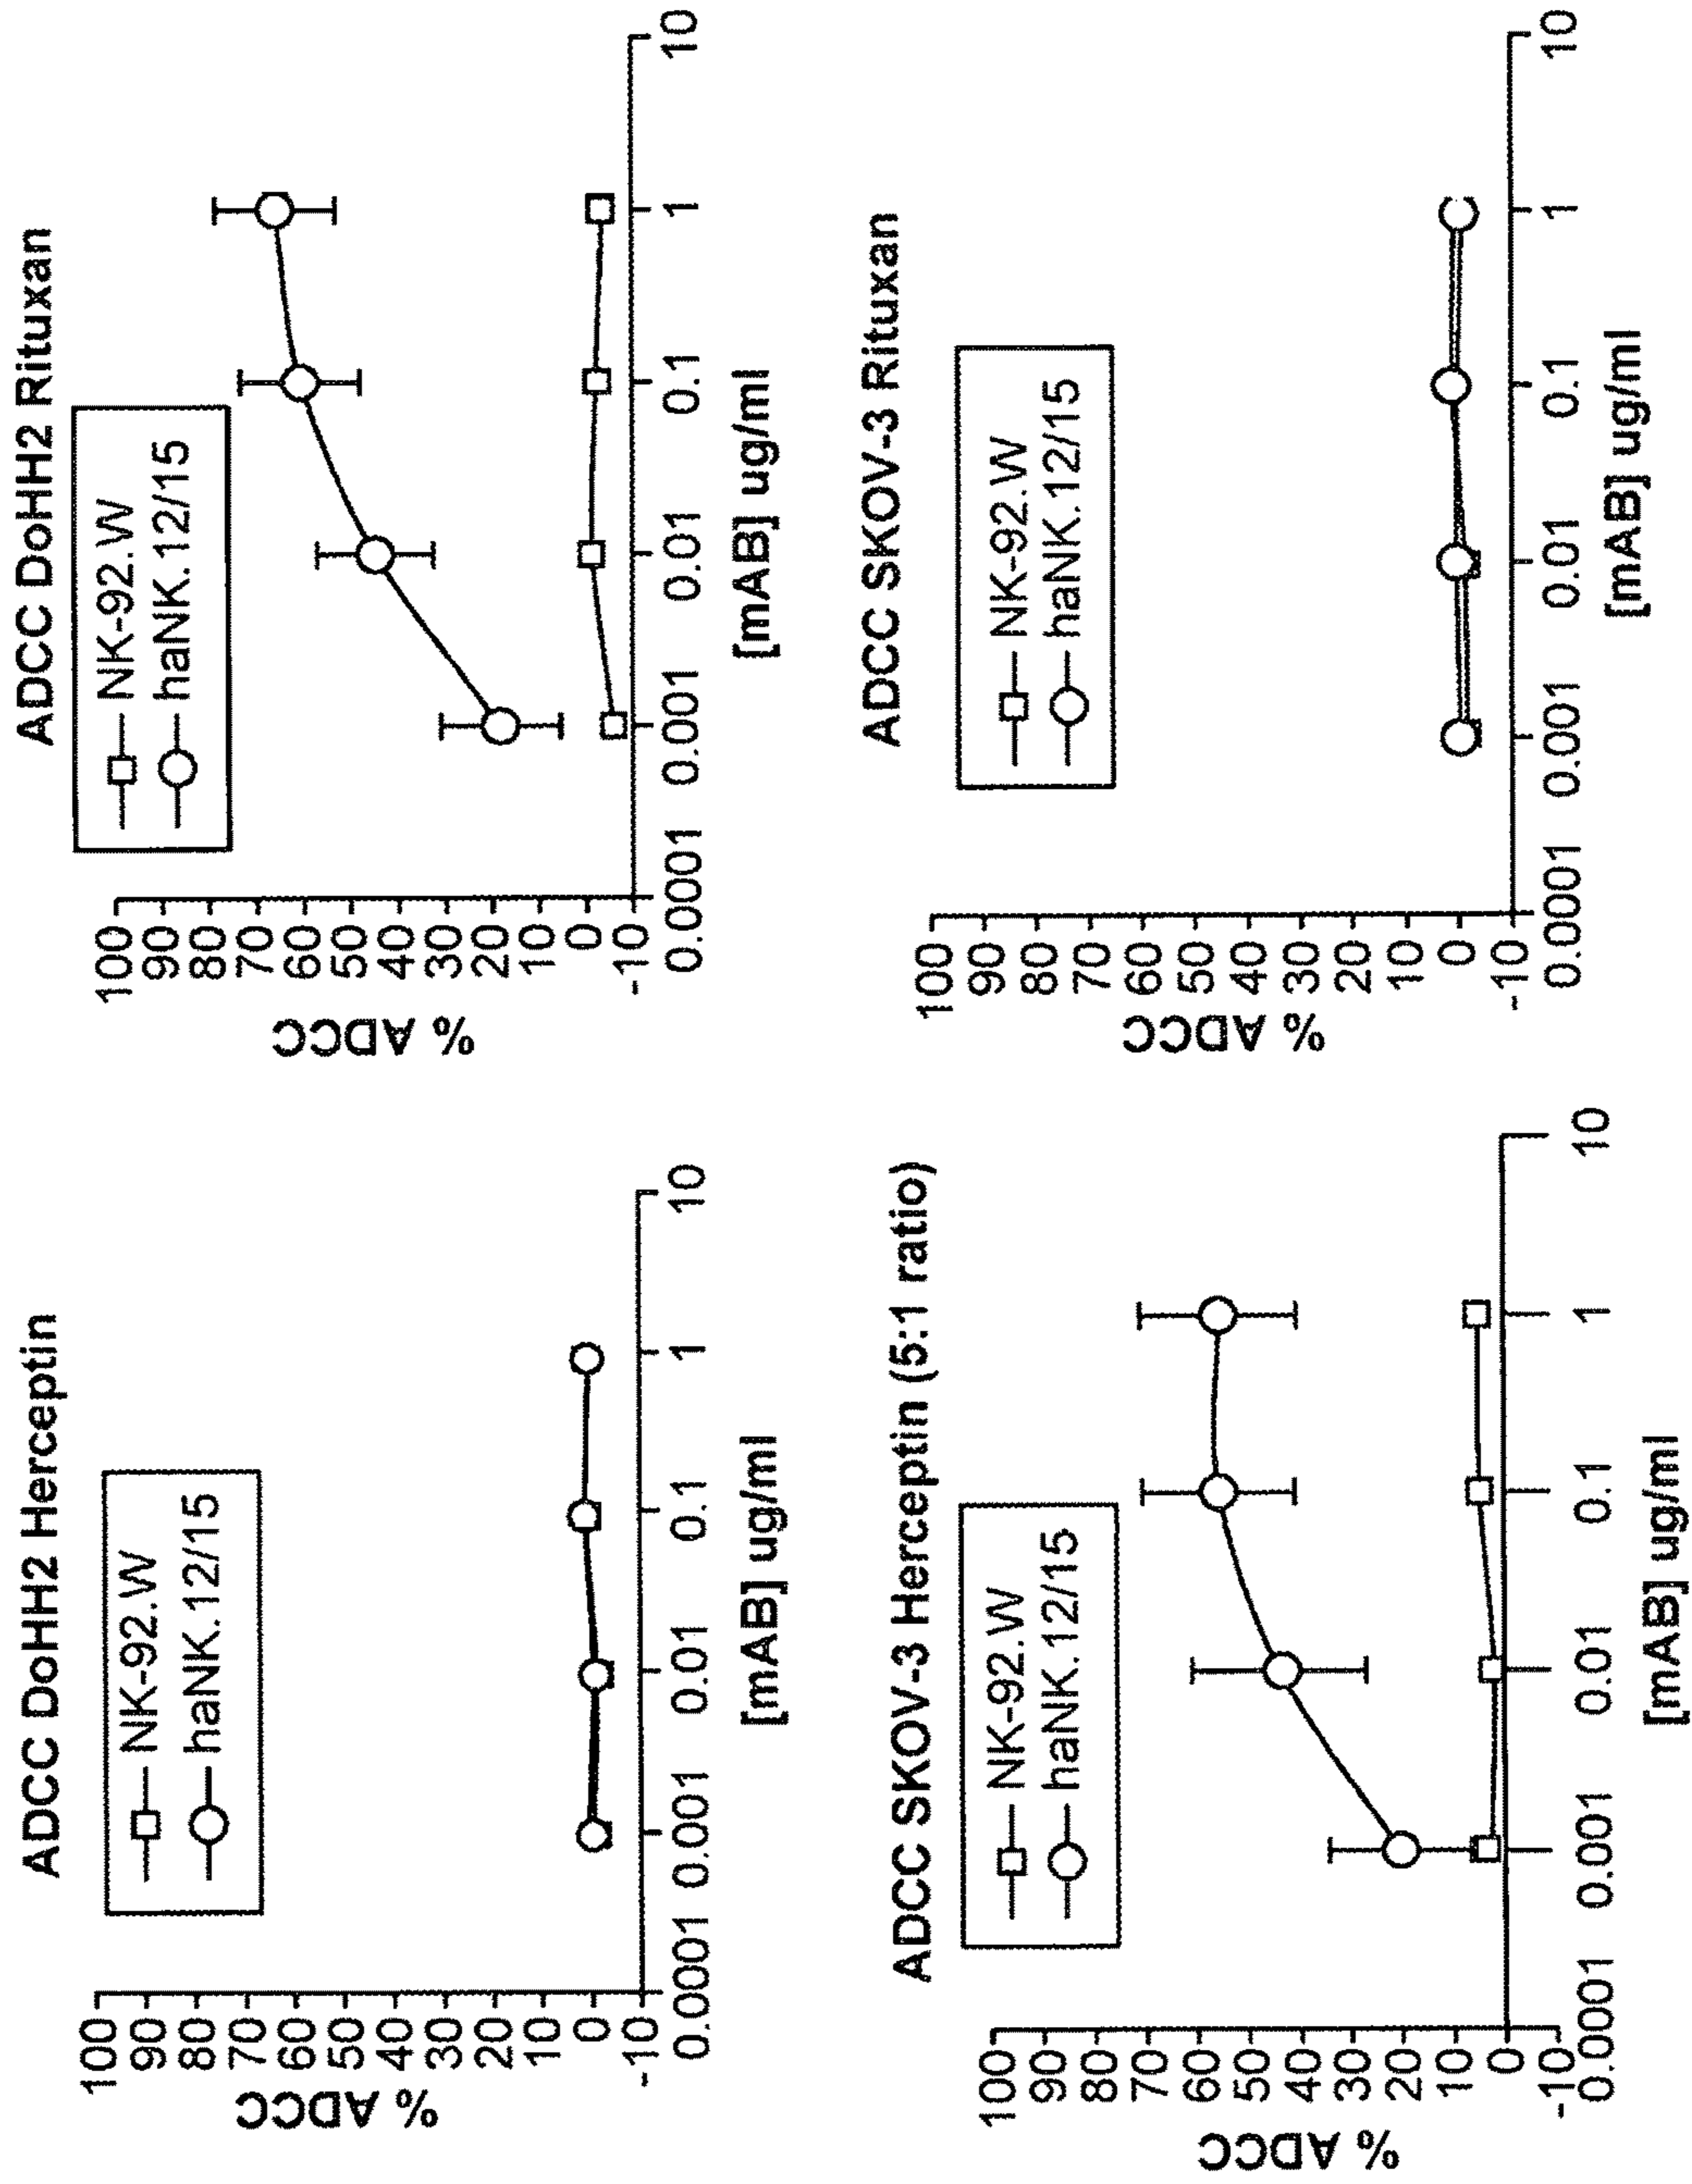 ADCC DoHH2 Herceptin
NK-92.W
haNK.12/15
% ADCC
100
90
80
70
60
50
40
30
20
10
0
-10
0.0001 0.001 0.01 0.1 1 10
[mAB] ug/ml
ADCC DoHH2 Rituxan
NK-92.W
haNK.12/15
% ADCC
100
90
80
70
60
50
40
30
20
10
0
-10
0.0001 0.001 0.01 0.1 1 10
[mAB] ug/ml
ADCC SKOV-3 Herceptin (5:1 ratio)
NK-92.W
haNK.12/15
% ADCC
100
90
80
70
60
50
40
30
20
10
0
-10
0.0001 0.001 0.01 0.1 1 10
[mAB] ug/ml
ADCC SKOV-3 Rituxan
NK-92.W
haNK.12/15
% ADCC
100
90
80
70
60
50
40
30
20
10
0
-10
0.0001 0.001 0.01 0.1 1 10
[mAB] ug/ml